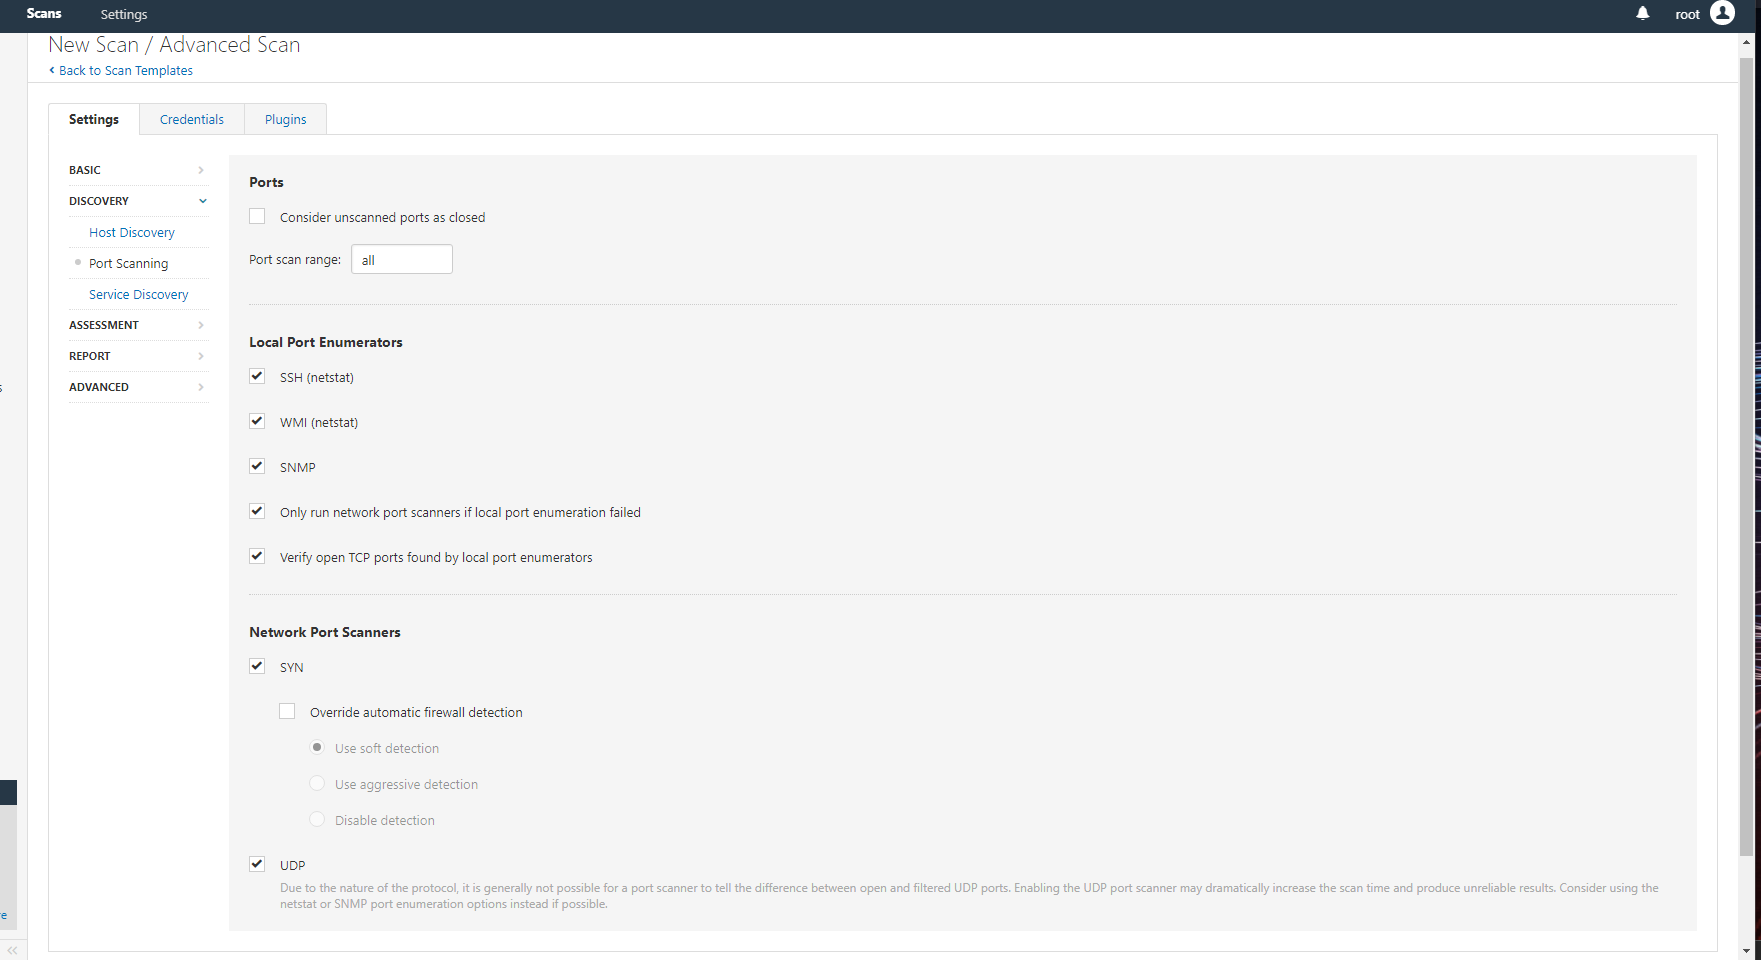 Scans
Settings
root
New Scan / Advanced Scan
Back to Scan Templates
Settings
Credentials
Plugins
BASIC
DISCOVERY
Host Discovery
Port Scanning
Service Discovery
ASSESSMENT
REPORT
ADVANCED
Ports
Consider unscanned ports as closed
Port scan range: all
Local Port Enumerators
SSH (netstat)
WMI (netstat)
SNMP
Only run network port scanners if local port enumeration failed
Verify open TCP ports found by local port enumerators
Network Port Scanners
SYN
Override automatic firewall detection
Use soft detection
Use aggressive detection
Disable detection
UDP
Due to the nature of the protocol, it is generally not possible for a port scanner to tell the difference between open and filtered UDP ports. Enabling the UDP port scanner may dramatically increase the scan time and produce unreliable results. Consider using the
netstat or SNMP port enumeration options instead if possible.